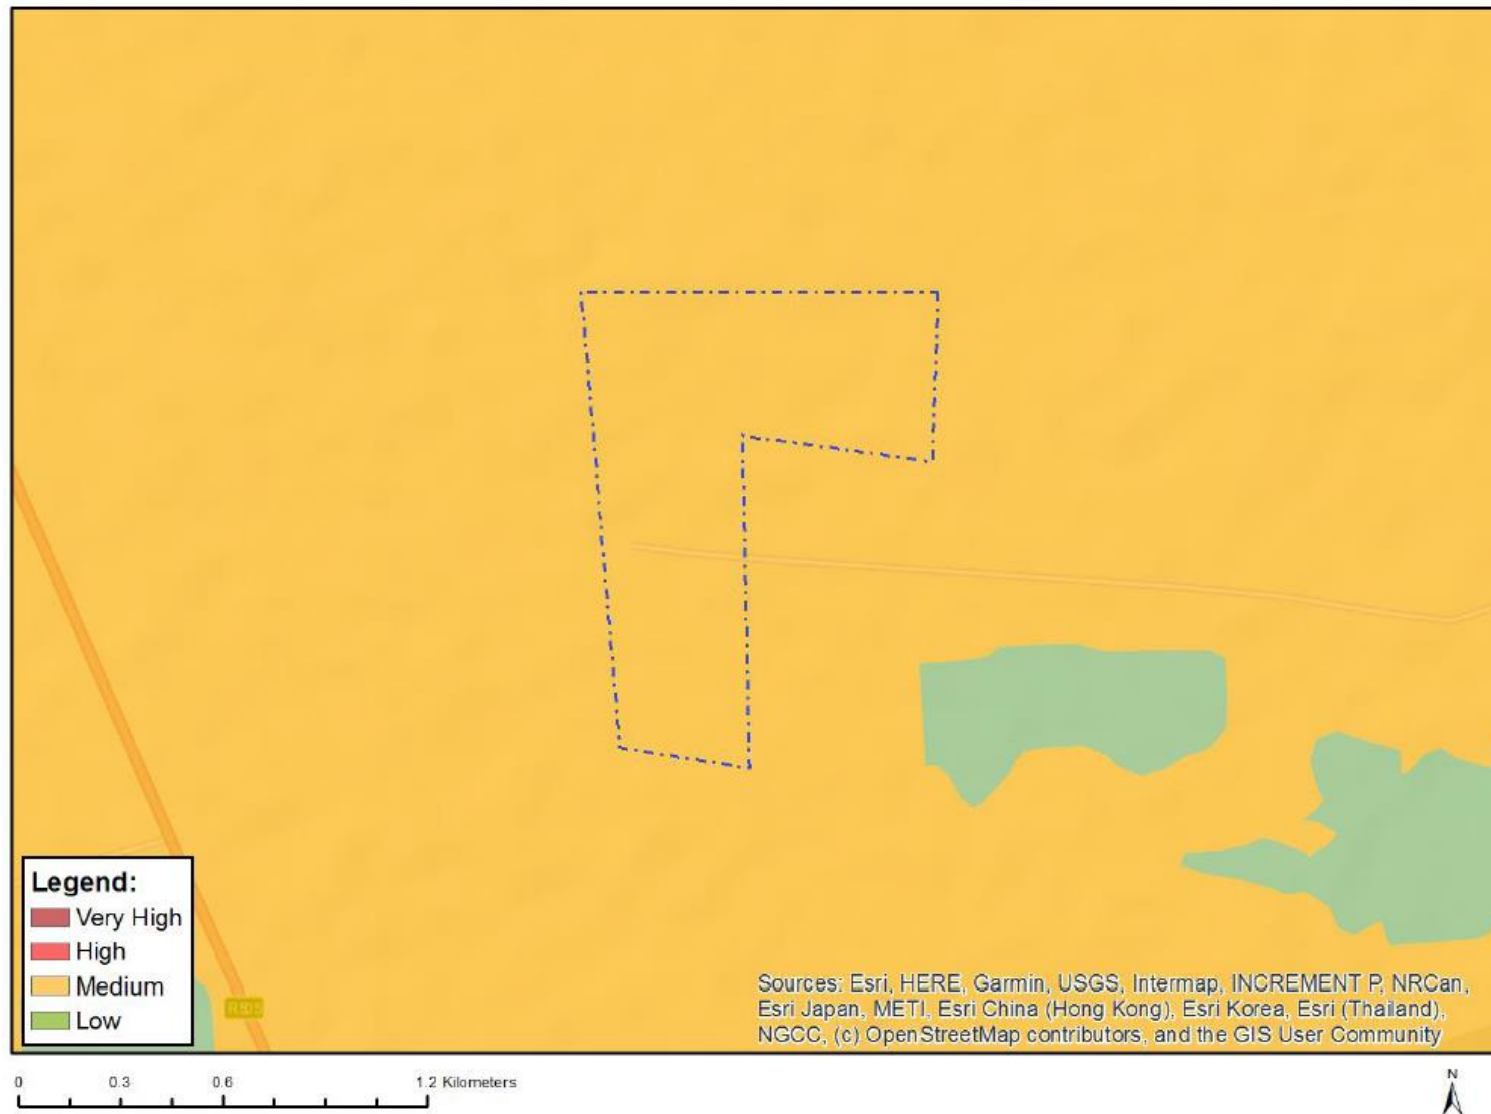 Legend:
Very High
High
Medium
Low
Sources: Esri, HERE, Garmin, USGS, Intermap, INCREMENT P, NRCan,
Esri Japan, METI, Esri China (Hong Kong), Esri Korea, Esri (Thailand),
NGCC, (c) OpenStreetMap contributors, and the GIS User Community
0 0.3 0.6 1.2 Kilometers
N